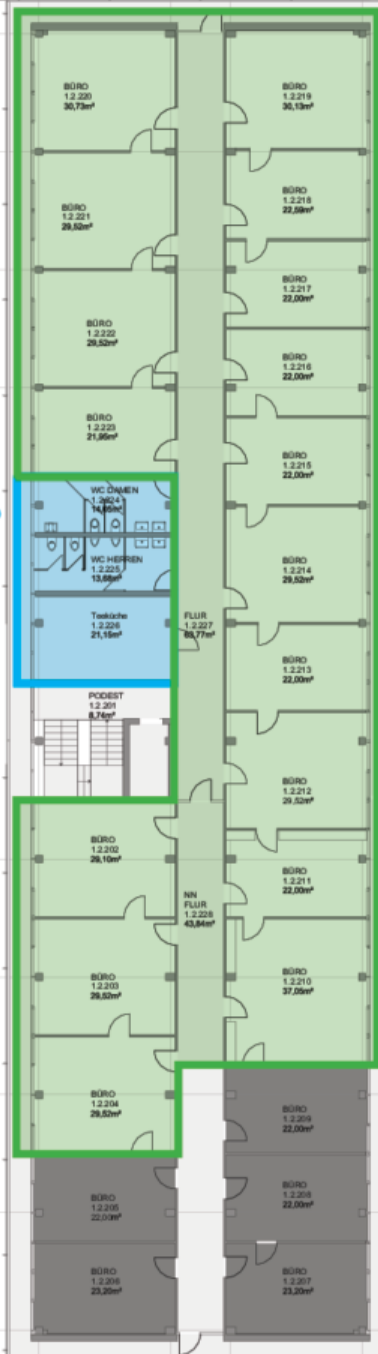 BÜRO
1.2.220
30,73m²
BÜRO
1.2.219
30,13m²
BÜRO
1.2.221
29,52m²
BÜRO
1.2.218
22,59m²
BÜRO
1.2.217
22,00m²
BÜRO
1.2.222
29,52m²
BÜRO
1.2.216
22,00m²
BÜRO
1.2.223
21,95m²
BÜRO
1.2.215
22,00m²
WC DAMEN
1.2.224
WC HERREN
1.2.225
13,68m²
BÜRO
1.2.214
29,52m²
Teeküche
1.2.226
21,15m²
FLUR
1.2.227
83,77m²
BÜRO
1.2.213
22,00m²
PODEST
1.2.201
8,74m²
BÜRO
1.2.212
29,52m²
BÜRO
1.2.202
29,10m²
BÜRO
1.2.211
22,00m²
NN
FLUR
1.2.228
43,84m²
BÜRO
1.2.203
29,52m²
BÜRO
1.2.210
37,05m²
BÜRO
1.2.204
29,52m²
BÜRO
1.2.209
22,00m²
BÜRO
1.2.205
22,00m²
BÜRO
1.2.208
22,00m²
BÜRO
1.2.206
23,20m²
BÜRO
1.2.207
23,20m²